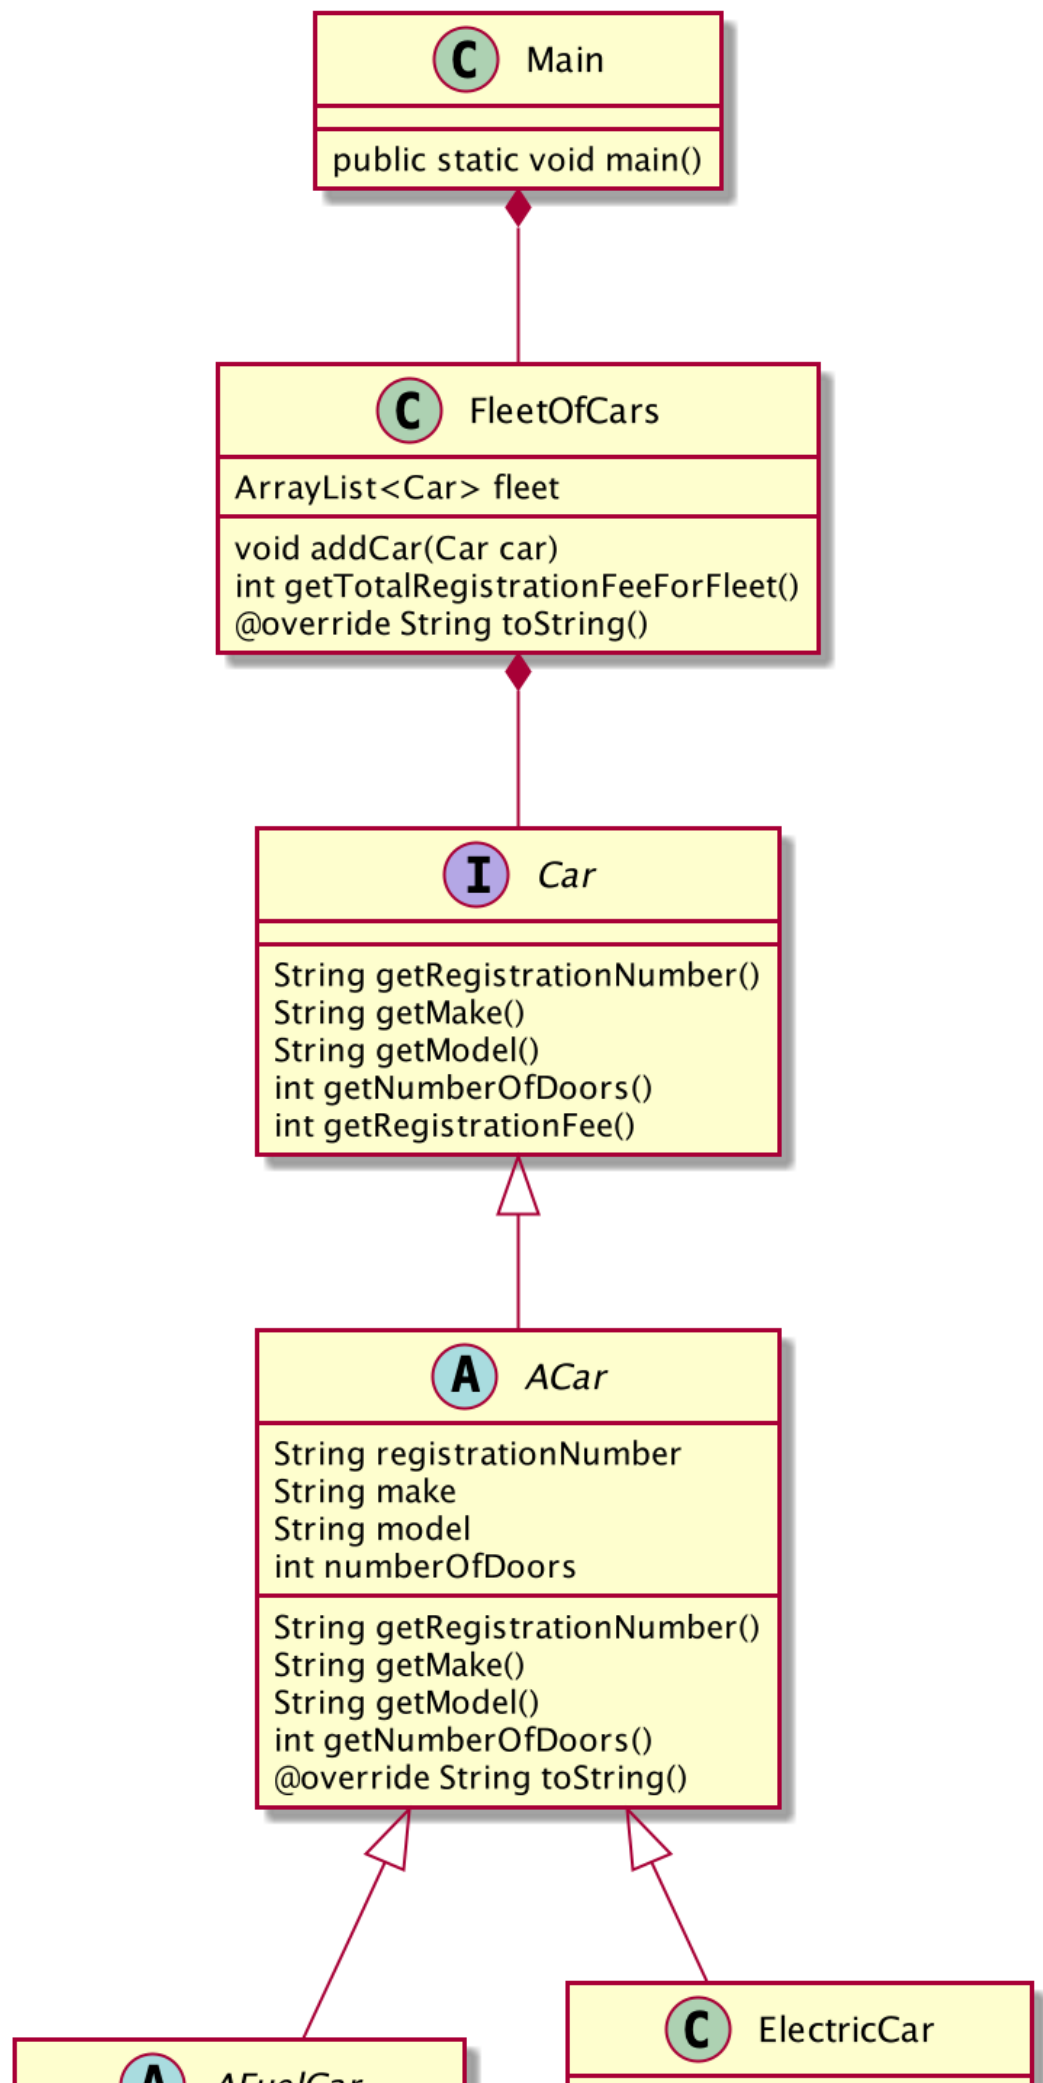 C Main
public static void main()
C FleetOfCars
ArrayList<Car> fleet
void addCar(Car car)
int getTotalRegistrationFeeForFleet()
@override String toString()
I Car
String getRegistrationNumber()
String getMake()
String getModel()
int getNumberOfDoors()
int getRegistrationFee()
A ACar
String registrationNumber
String make
String model
int numberOfDoors
String getRegistrationNumber()
String getMake()
String getModel()
int getNumberOfDoors()
@override String toString()
C ElectricCar
A AFuelCar